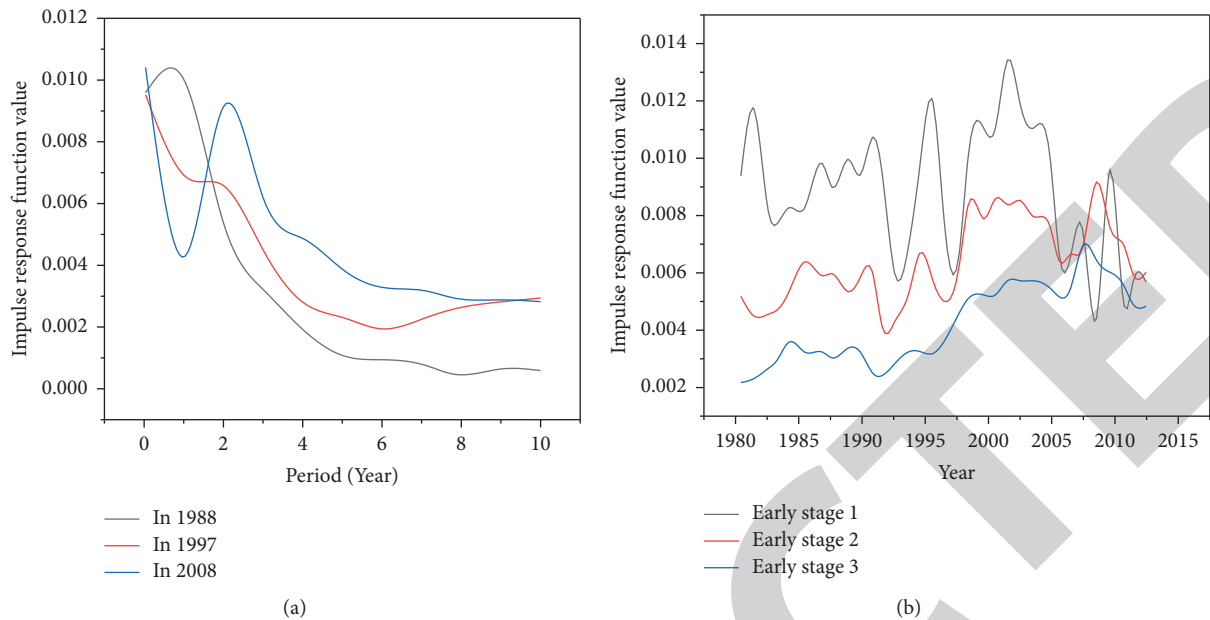 0.012
0.010
0.008
0.006
0.004
0.002
0.000
Impulse response function value
0 2 4 6 8 10
Period (Year)
In 1988
In 1997
In 2008
(a)
0.014
0.012
0.010
0.008
0.006
0.004
0.002
Impulse response function value
1980 1985 1990 1995 2000 2005 2010 2015
Year
Early stage 1
Early stage 2
Early stage 3
(b)
CTED